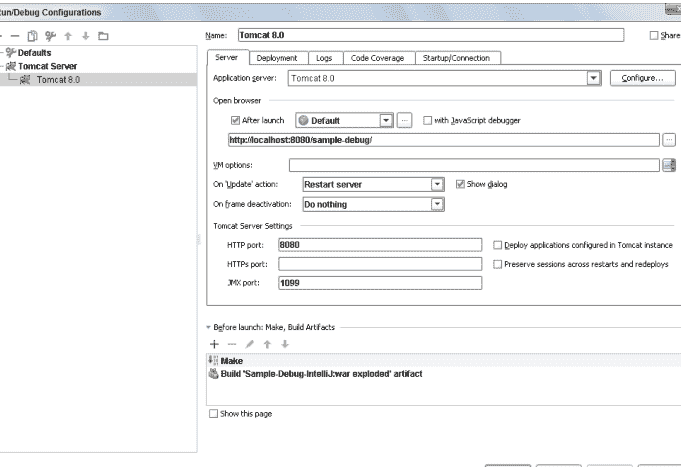 Run/Debug Configurations
Name: Tomcat 8.0 Share
Defaults
Tomcat Server
Tomcat 8.0
Server Deployment Logs Code Coverage Startup/Connection
Application server: Tomcat 8.0 Configure...
Open browser
After launch Default ... with JavaScript debugger
http://localhost:8080/sample-debug/ ...
VM options:
On 'Update' action: Restart server Show dialog
On frame deactivation: Do nothing
Tomcat Server Settings
HTTP port: 8080 Deploy applications configured in Tomcat instance
HTTPs port: Preserve sessions across restarts and redeploys
JMX port: 1099
Before launch: Make, Build Artifacts
Make
Build 'Sample-Debug-IntelliJ:war exploded' artifact
Show this page